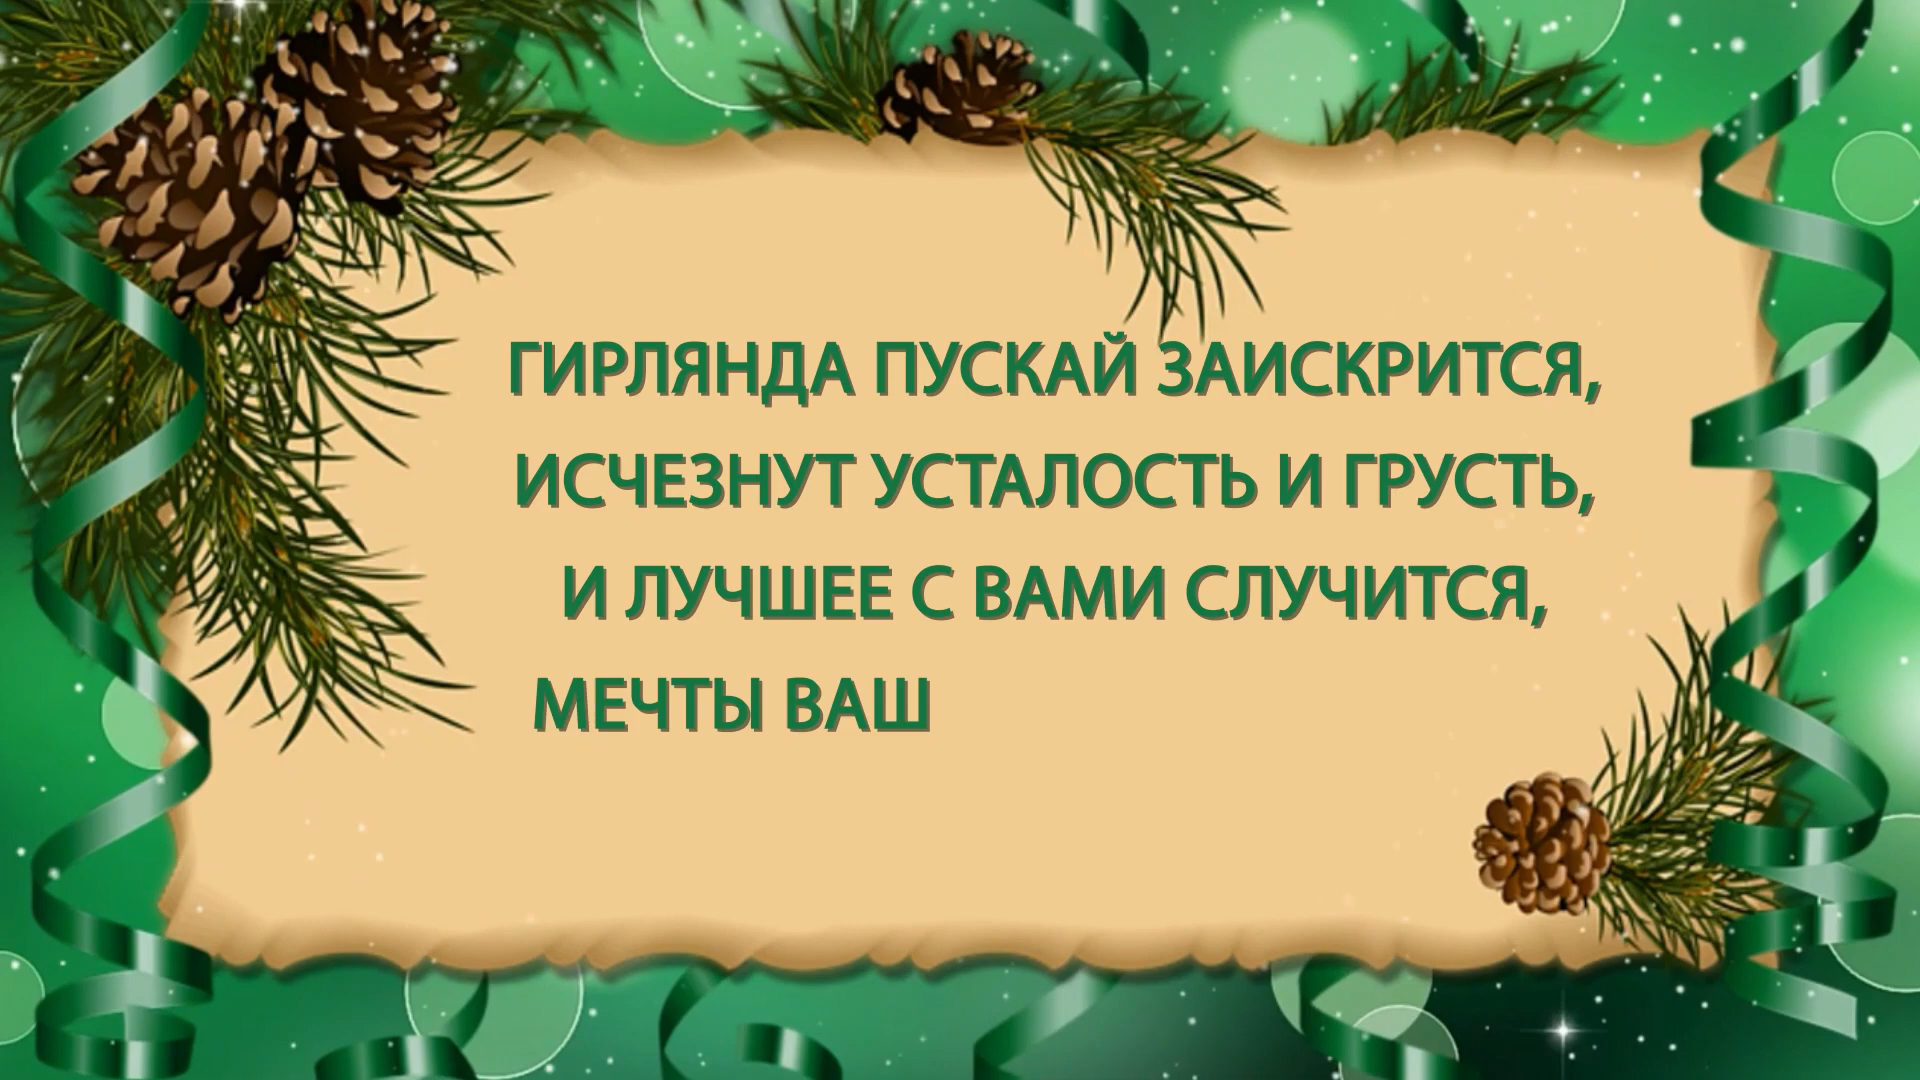 ГИРЛЯНДА ПУСКАЙ ЗАИСКРИТСЯ,
ИСЧЕЗНУТ УСТАЛОСТЬ И ГРУСТЬ,
И ЛУЧШЕЕ С ВАМИ СЛУЧИТСЯ,
МЕЧТЫ ВАШ